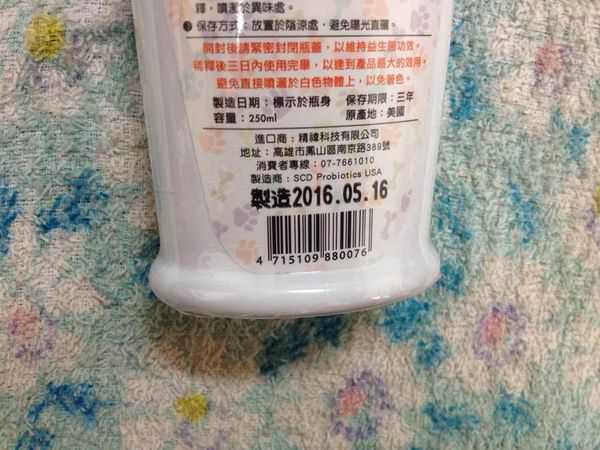 釋，噴灑於異味處。
保存方式：放置於陰涼處，避免陽光直曬。
開封後請緊密封閉瓶蓋，以維持益生菌功效，
稀釋後三日內使用完畢，以達到產品最大的效用，
避免直接噴灑於白色物體上，以免著色。
製造日期：標示於瓶身 保存期限：三年
容量：250ml 原產地：美國
進口商：精緯科技有限公司
地址：高雄市鳳山區南京路389號
消費者專線：07-7661010
製造商：SCD Probiotics USA
製造2016.05.16
4 715109 880076